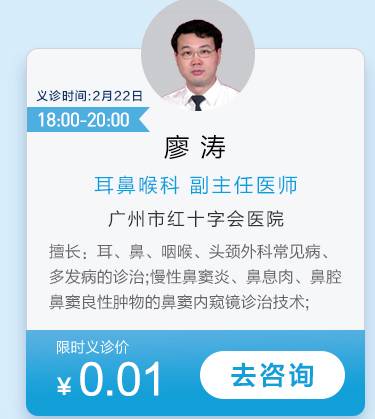 义诊时间:2月22日
18:00-20:00
廖 涛
耳鼻喉科 副主任医师
广州市红十字会医院
擅长：耳、鼻、咽喉、头颈外科常见病、
多发病的诊治;慢性鼻窦炎、鼻息肉、鼻腔
鼻窦良性肿物的鼻窦内窥镜诊治技术;
限时义诊价
¥ 0.01
去咨询